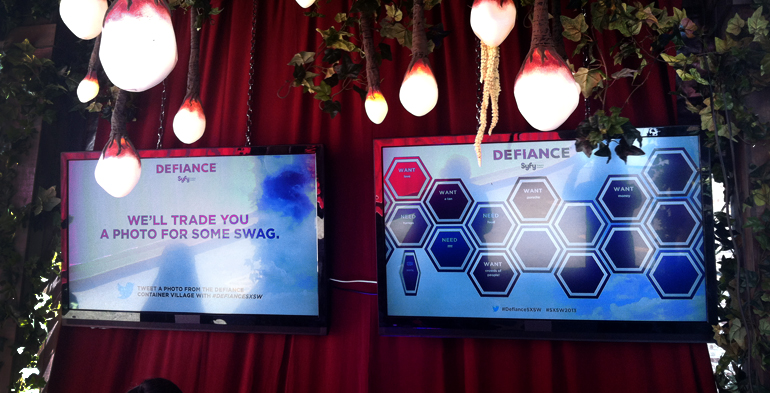 DEFIANCE
Syfy
WE'LL TRADE YOU
A PHOTO FOR SOME SWAG.
TWEET A PHOTO FROM THE DEFIANCE
CONTAINER VILLAGE WITH #DEFIANCESXSW
DEFIANCE
Syfy
WANT
WANT
WANT
WANT
NEED
NEED
NEED
WANT
#DefianceSXSW #SXSW2013